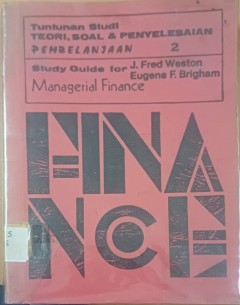 Tuntunan Studi
TEORI, SOAL & PENYELESAIAN
PEMBELANJAAN 2
Study Guide for J. Fred Weston
Eugene F. Brigham
Managerial Finance
FINA
NCE